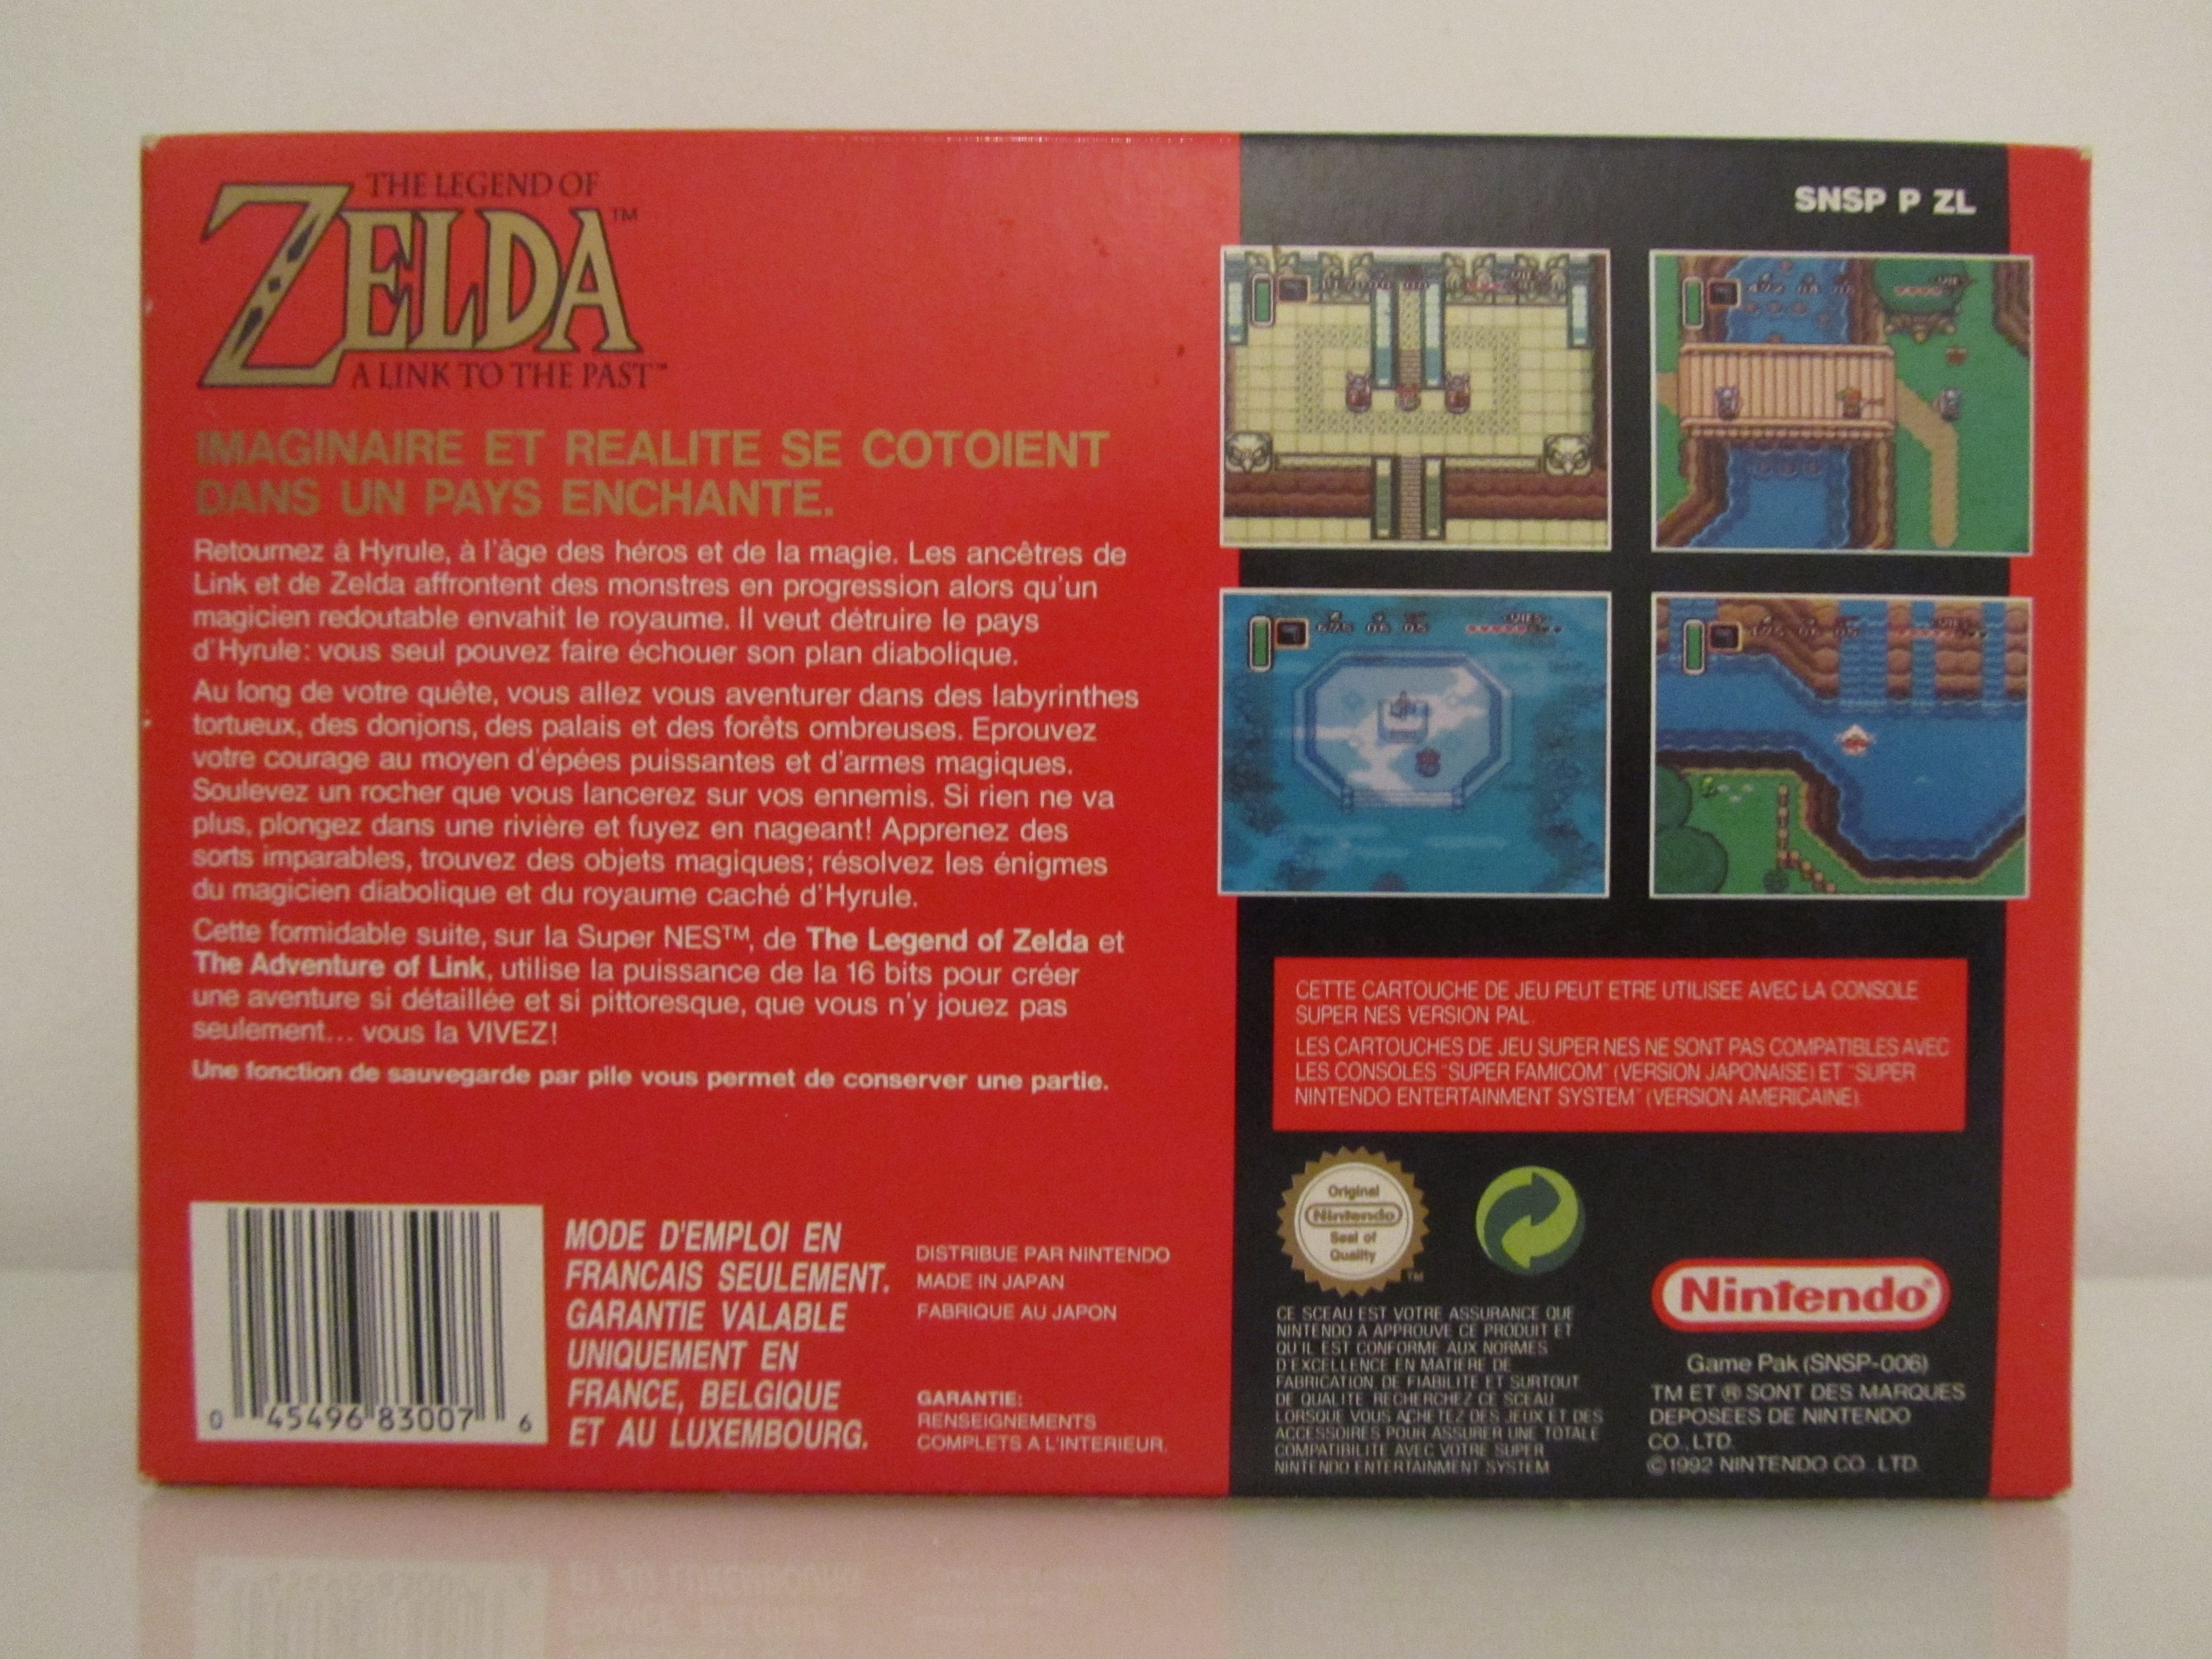 THE LEGEND OF
ZELDA™
A LINK TO THE PAST™
IMAGINAIRE ET REALITE SE COTOIENT
DANS UN PAYS ENCHANTE.
Retournez à Hyrule, à l'âge des héros et de la magie. Les ancêtres de
Link et de Zelda affrontent des monstres en progression alors qu'un
magicien redoutable envahit le royaume. Il veut détruire le pays
d'Hyrule: vous seul pouvez faire échouer son plan diabolique.
Au long de votre quête, vous allez vous aventurer dans des labyrinthes
tortueux, des donjons, des palais et des forêts ombreuses. Eprouvez
votre courage au moyen d'épées puissantes et d'armes magiques.
Soulevez un rocher que vous lancerez sur vos ennemis. Si rien ne va
plus, plongez dans une rivière et fuyez en nageant! Apprenez des
sorts imparables, trouvez des objets magiques; résolvez les énigmes
du magicien diabolique et du royaume caché d'Hyrule.
Cette formidable suite, sur la Super NES™, de The Legend of Zelda et
The Adventure of Link, utilise la puissance de la 16 bits pour créer
une aventure si détaillée et si pittoresque, que vous n'y jouez pas
seulement... vous la VIVEZ!
Une fonction de sauvegarde par pile vous permet de conserver une partie.
0 45496 83007 6
MODE D'EMPLOI EN
FRANCAIS SEULEMENT.
GARANTIE VALABLE
UNIQUEMENT EN
FRANCE, BELGIQUE
ET AU LUXEMBOURG.
DISTRIBUE PAR NINTENDO
MADE IN JAPAN
FABRIQUE AU JAPON
GARANTIE:
RENSEIGNEMENTS
COMPLETS A L'INTERIEUR.
SNSP P ZL
VIES
VIES
675 06 05
VIES
175 05 05
VIES
CETTE CARTOUCHE DE JEU PEUT ETRE UTILISEE AVEC LA CONSOLE
SUPER NES VERSION PAL.
LES CARTOUCHES DE JEU SUPER NES NE SONT PAS COMPATIBLES AVEC
LES CONSOLES "SUPER FAMICOM" (VERSION JAPONAISE) ET "SUPER
NINTENDO ENTERTAINMENT SYSTEM" (VERSION AMERICAINE).
Original
Nintendo
Seal of
Quality
TM
CE SCEAU EST VOTRE ASSURANCE QUE
NINTENDO A APPROUVE CE PRODUIT ET
QU'IL EST CONFORME AUX NORMES
D'EXCELLENCE EN MATIERE DE
FABRICATION DE FIABILITE ET SURTOUT
DE QUALITE. RECHERCHEZ CE SCEAU
LORSQUE VOUS ACHETEZ DES JEUX ET DES
ACCESSOIRES POUR ASSURER UNE TOTALE
COMPATIBILITE AVEC VOTRE SUPER
NINTENDO ENTERTAINMENT SYSTEM
Nintendo®
Game Pak (SNSP-006)
TM ET ® SONT DES MARQUES
DEPOSEES DE NINTENDO
CO., LTD.
©1992 NINTENDO CO., LTD.